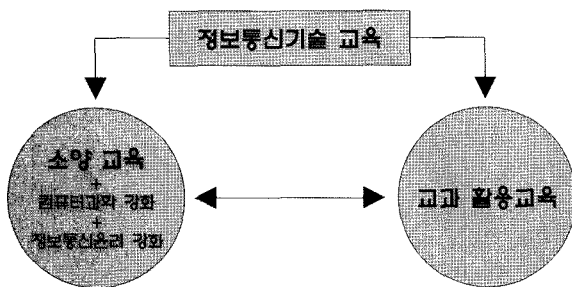 정보통신기술 교육
소양 교육
+
컴퓨터과학 강화
+
정보통신윤리 강화
교과 활용교육